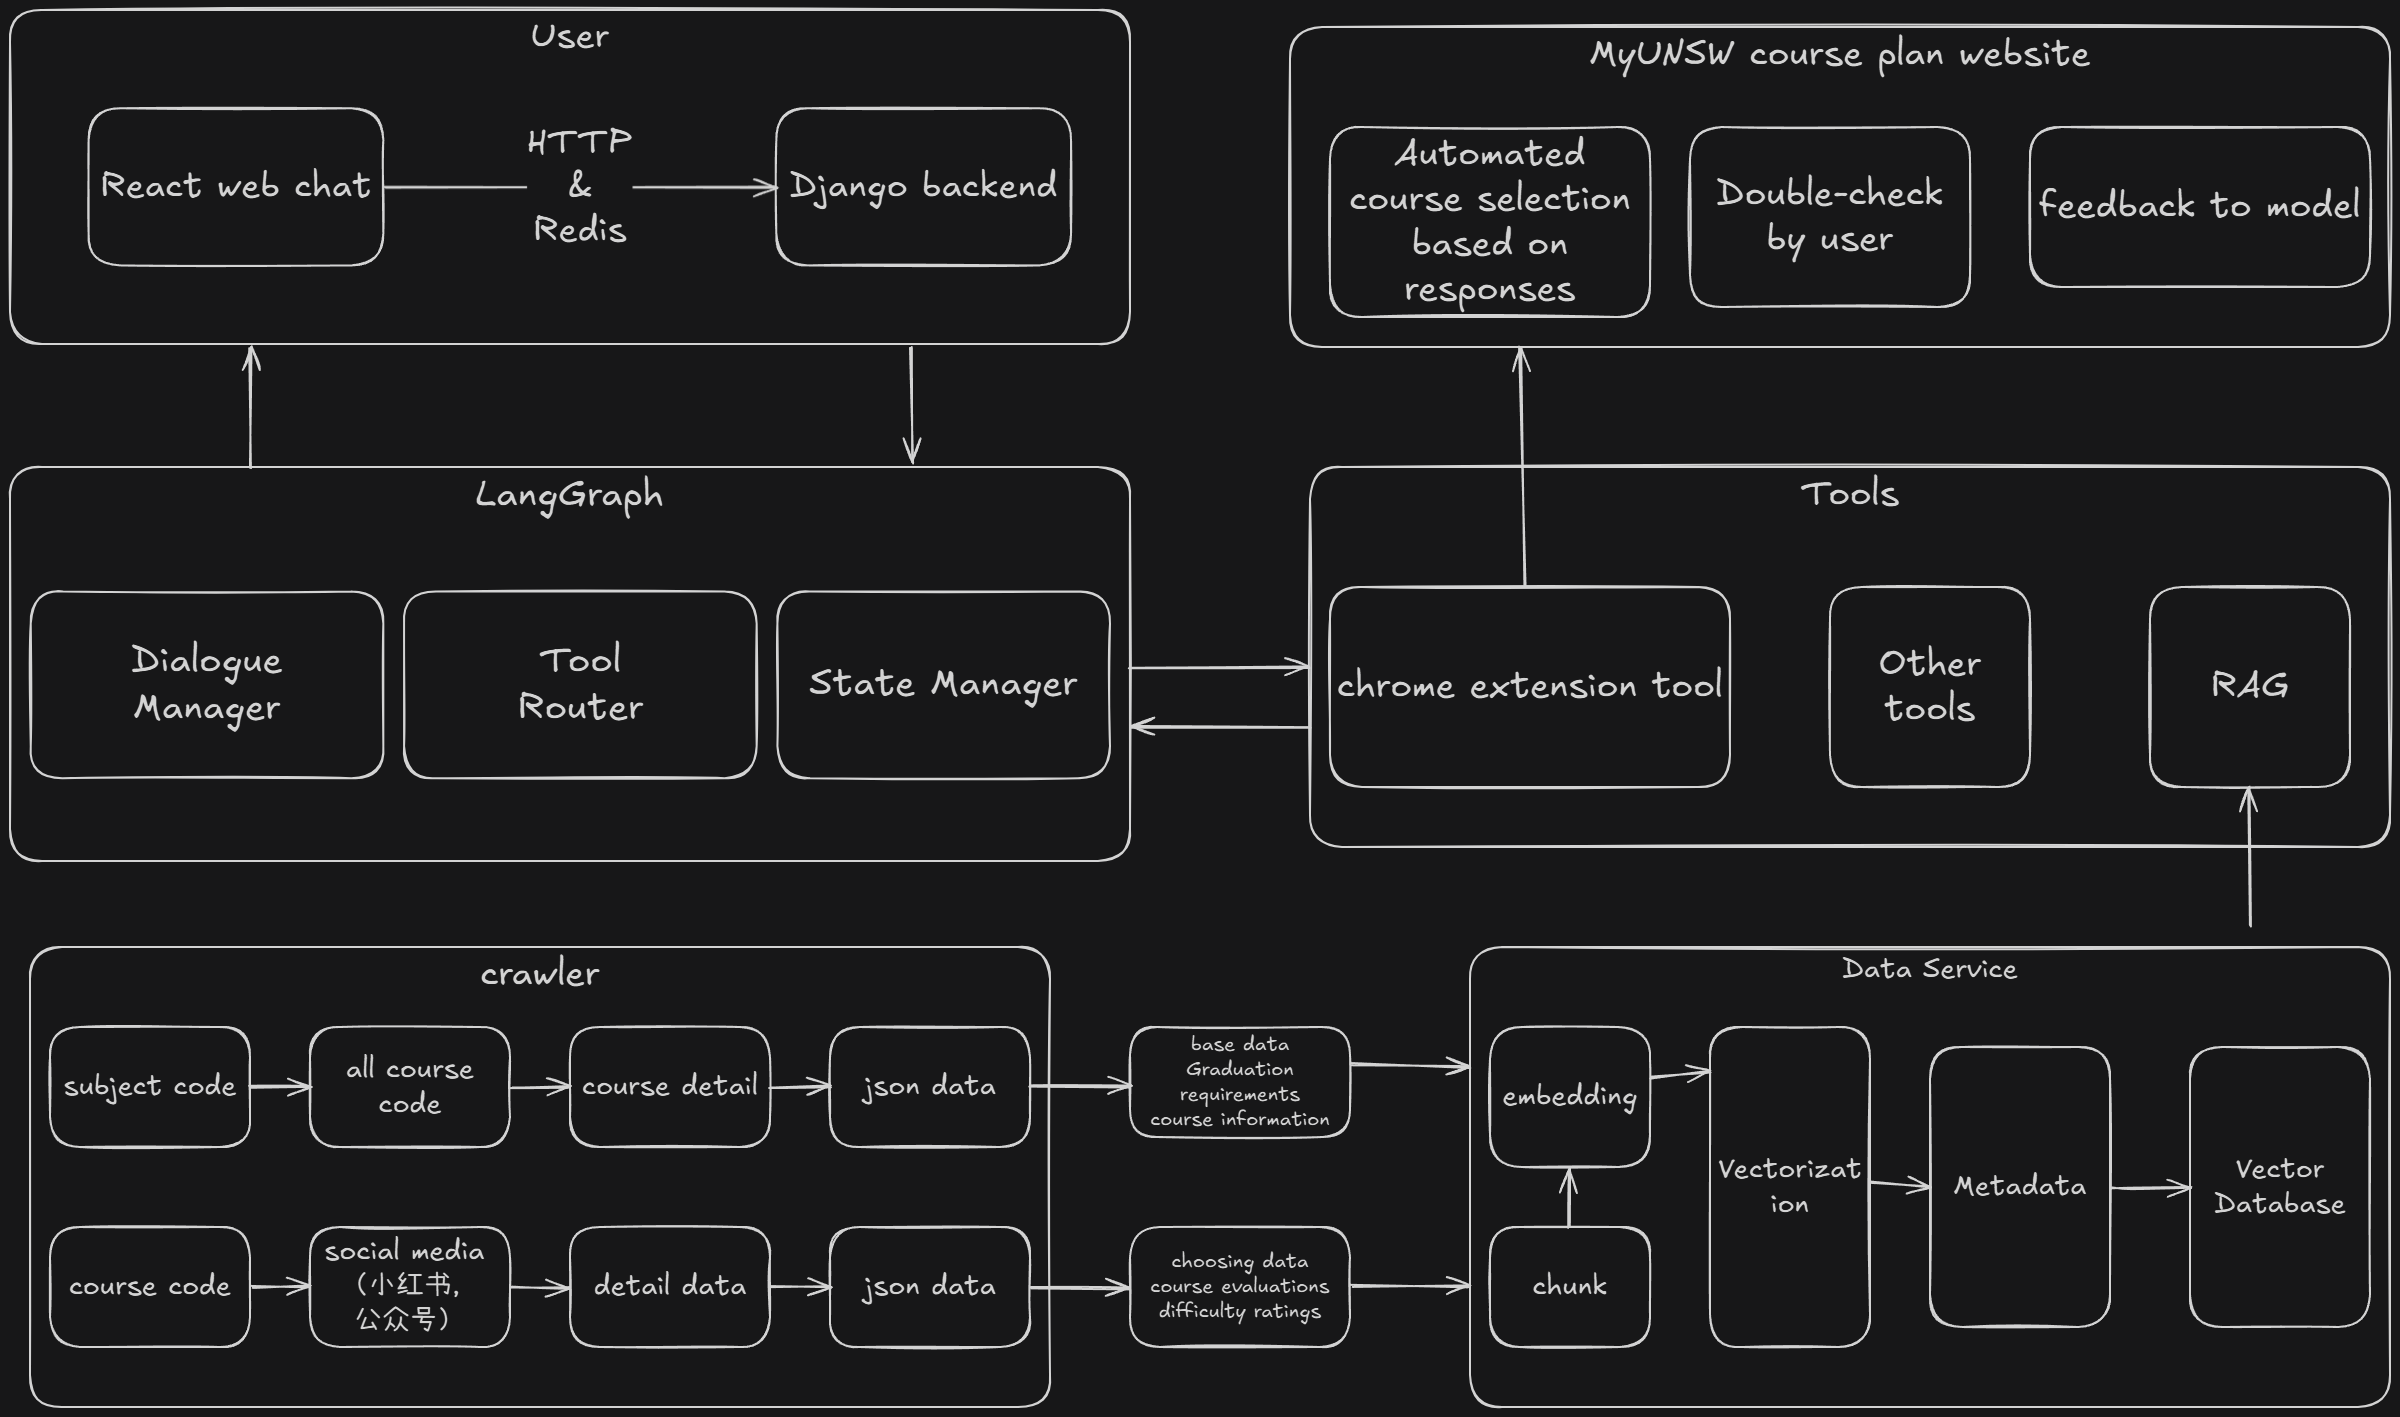 User
React web chat
HTTP
&
Redis
Django backend
MyUNSW course plan website
Automated
course selection
based on
responses
Double-check
by user
feedback to model
LangGraph
Dialogue
Manager
Tool
Router
State Manager
Tools
chrome extension tool
Other
tools
RAG
crawler
subject code
all course
code
course detail
json data
base data
Graduation
requirements
course information
course code
social media
（小红书，
公众号）
detail data
json data
choosing data
course evaluations
difficulty ratings
Data Service
embedding
chunk
Vectorizat
ion
Metadata
Vector
Database